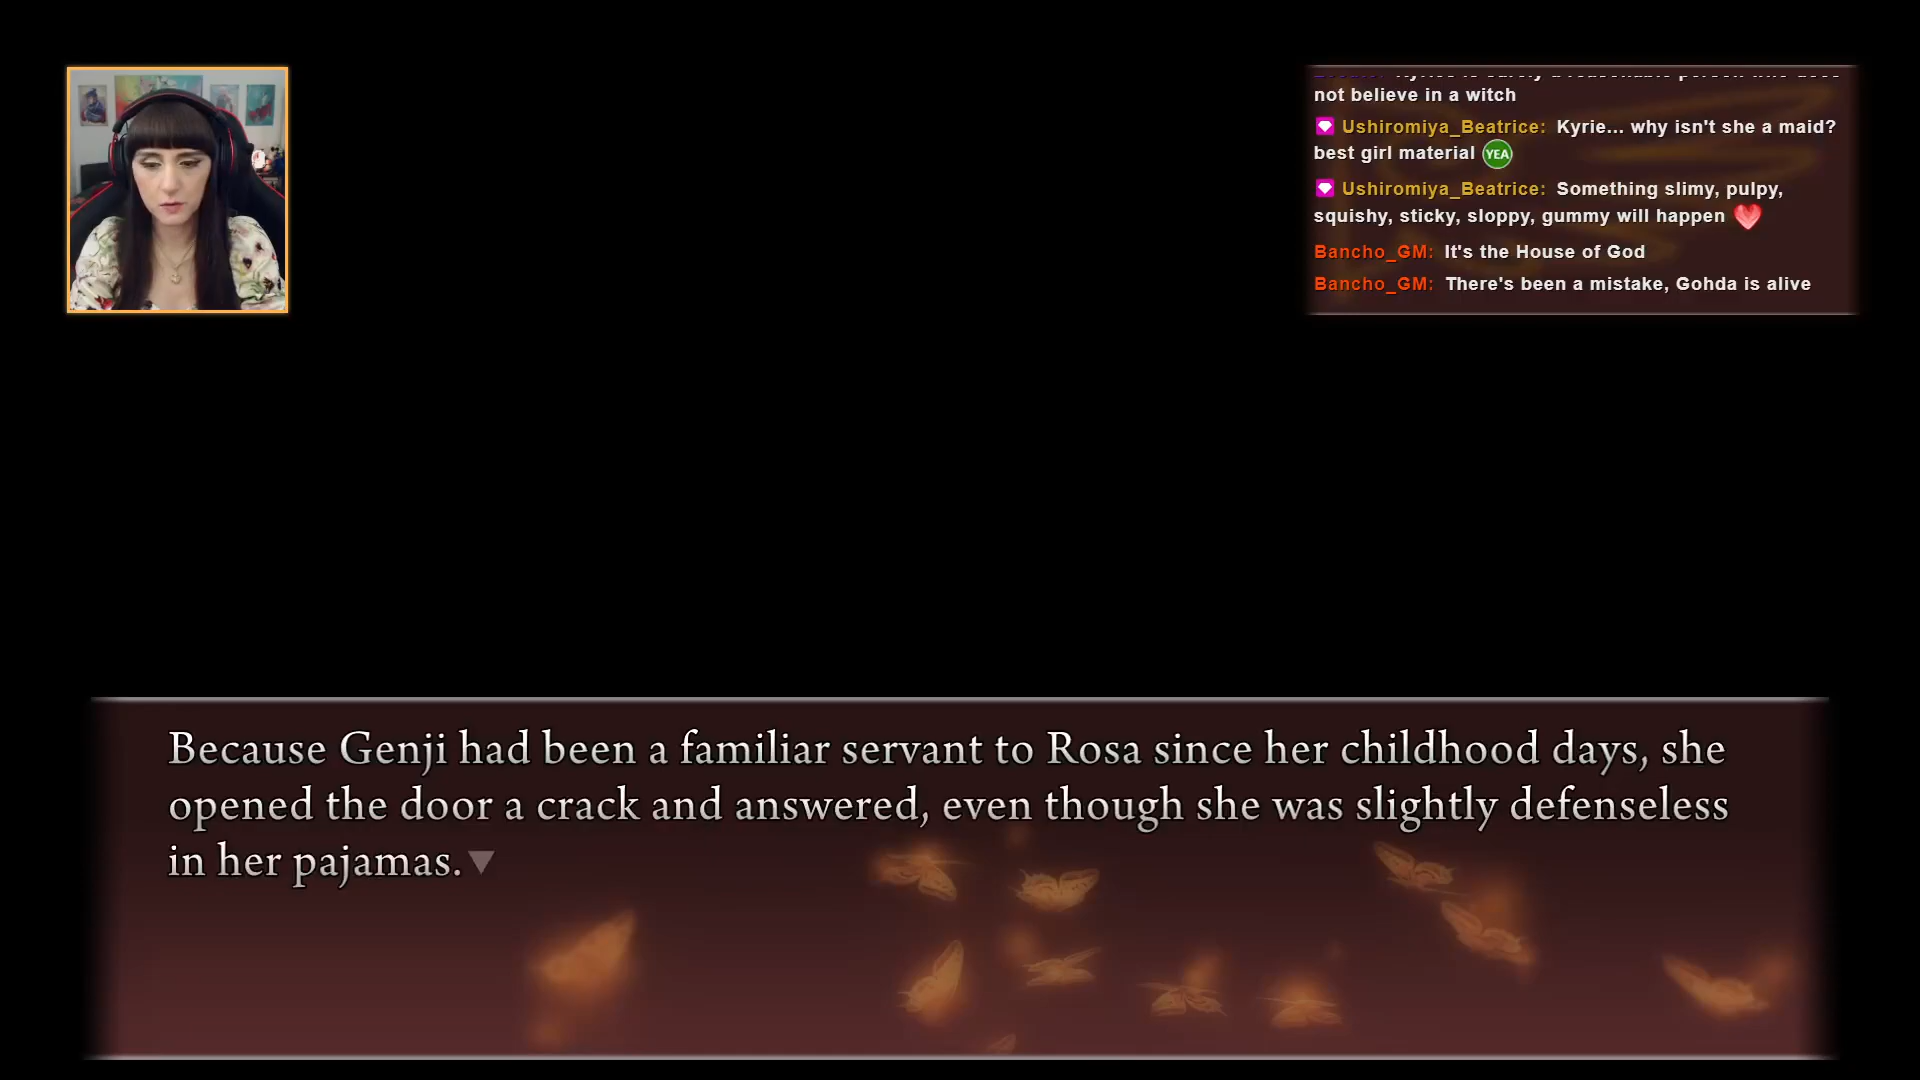 not believe in a witch
Ushiromiya_Beatrice: Kyrie... why isn't she a maid?
best girl material YEA
Ushiromiya_Beatrice: Something slimy, pulpy,
squishy, sticky, sloppy, gummy will happen
Bancho_GM: It's the House of God
Bancho_GM: There's been a mistake, Gohda is alive
Because Genji had been a familiar servant to Rosa since her childhood days, she
opened the door a crack and answered, even though she was slightly defenseless
in her pajamas.